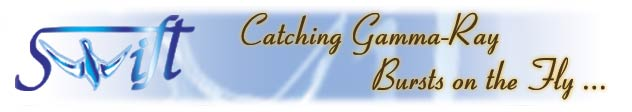 Swift
Catching Gamma-Ray
Bursts on the Fly ...